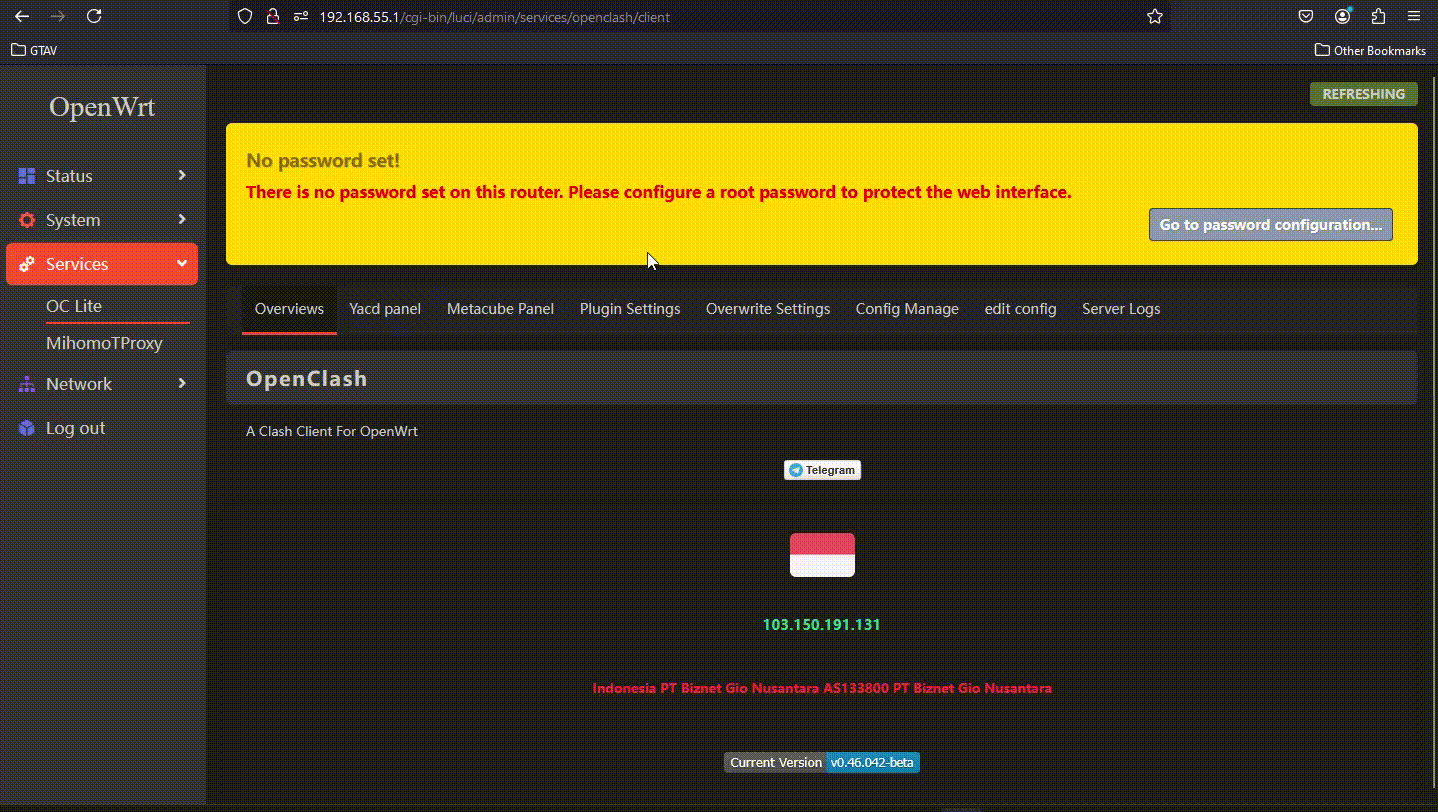 192.168.55.1/cgi-bin/luci/admin/services/openclash/client
GTAV
Other Bookmarks
OpenWrt
REFRESHING
No password set!
There is no password set on this router. Please configure a root password to protect the web interface.
Go to password configuration...
Status
System
Services
OC Lite
MihomoTProxy
Network
Log out
Overviews
Yacd panel
Metacube Panel
Plugin Settings
Overwrite Settings
Config Manage
edit config
Server Logs
OpenClash
A Clash Client For OpenWrt
Telegram
103.150.191.131
Indonesia PT Biznet Gio Nusantara AS133800 PT Biznet Gio Nusantara
Current Version v0.46.042-beta